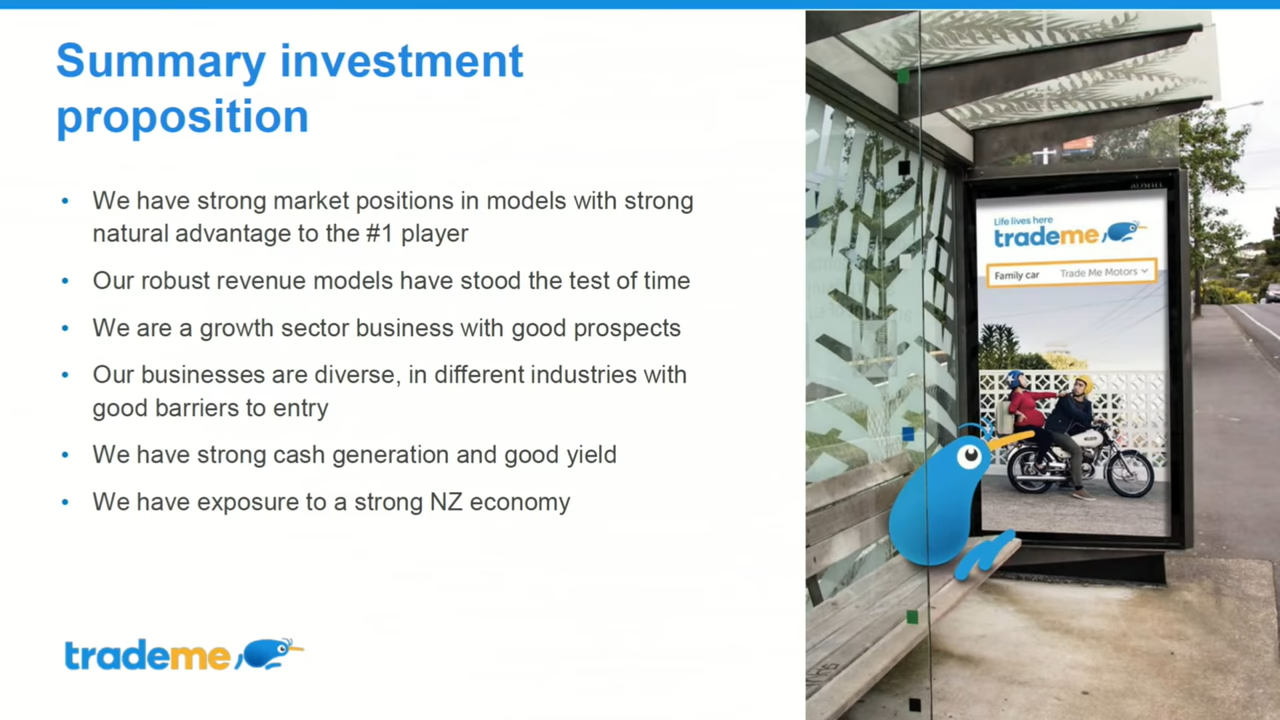 Summary investment
proposition
• We have strong market positions in models with strong
natural advantage to the #1 player
• Our robust revenue models have stood the test of time
• We are a growth sector business with good prospects
• Our businesses are diverse, in different industries with
good barriers to entry
• We have strong cash generation and good yield
• We have exposure to a strong NZ economy
trademe
Life lives here
trademe
Family car Trade Me Motors